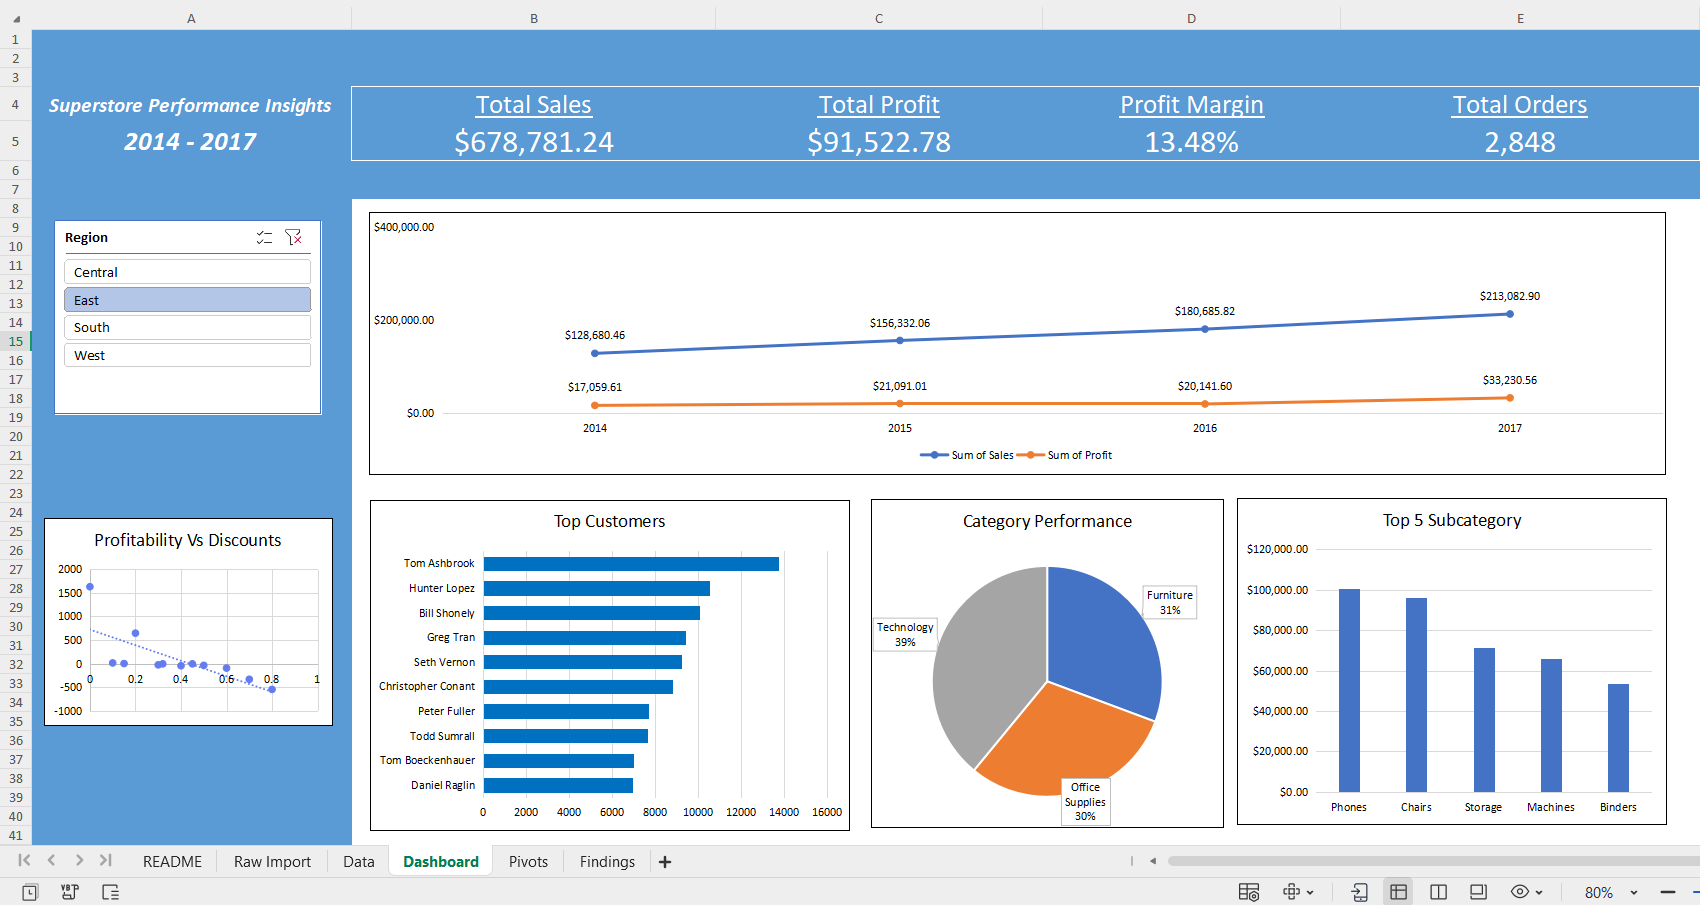 A B C D E
1
2
3
4
5
6
7
8
9
10
11
12
13
14
15
16
17
18
19
20
21
22
23
24
25
26
27
28
29
30
31
32
33
34
35
36
37
38
39
40
41
Superstore Performance Insights
2014 - 2017
Total Sales
$678,781.24
Total Profit
$91,522.78
Profit Margin
13.48%
Total Orders
2,848
Region
Central
East
South
West
$400,000.00
$200,000.00
$0.00
$128,680.46
$156,332.06
$180,685.82
$213,082.90
$17,059.61
$21,091.01
$20,141.60
$33,230.56
2014 2015 2016 2017
Sum of Sales Sum of Profit
Profitability Vs Discounts
2000
1500
1000
500
0
-500
-1000
0 0.2 0.4 0.6 0.8 1
Top Customers
Tom Ashbrook
Hunter Lopez
Bill Shonely
Greg Tran
Seth Vernon
Christopher Conant
Peter Fuller
Todd Sumrall
Tom Boeckenhauer
Daniel Raglin
0 2000 4000 6000 8000 10000 12000 14000 16000
Category Performance
Furniture
31%
Technology
39%
Office
Supplies
30%
Top 5 Subcategory
$120,000.00
$100,000.00
$80,000.00
$60,000.00
$40,000.00
$20,000.00
$0.00
Phones Chairs Storage Machines Binders
README Raw Import Data Dashboard Pivots Findings
80%